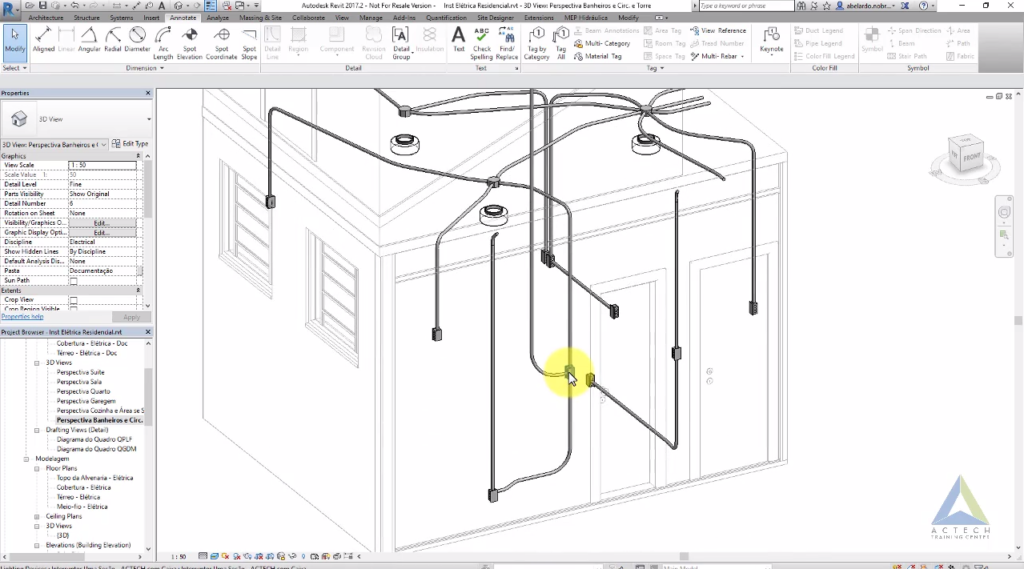 Autodesk Revit 2017.2 - Not For Resale Version - Inst Elétrica Residencial.rvt - 3D View: Perspectiva Banheiros e Circ. e Torre
Type a keyword or phrase
abelardo.nobr...
Architecture Structure Systems Insert Annotate Analyze Massing & Site Collaborate View Manage Add-Ins Quantification Site Designer Extensions MEP Hidráulica Modify
Modify
Aligned Linear Angular Radial Diameter Arc Length Spot Elevation Spot Coordinate Spot Slope
Detail Line Detail Region Component Revision Cloud Detail Group Insulation
Text Check Spelling Find/ Replace
Tag by Category Tag All
Beam Annotations Area Tag View Reference
Multi- Category Room Tag Tread Number
Material Tag Space Tag Multi- Rebar
Keynote
Duct Legend
Pipe Legend
Color Fill Legend
Symbol
Span Direction Area
Beam Path
Stair Path Fabric
Select Dimension Detail Text Tag Color Fill Symbol
Properties
3D View
3D View: Perspectiva Banheiros e C Edit Type
Graphics
View Scale 1 : 50
Scale Value 1: 50
Detail Level Fine
Parts Visibility Show Original
Detail Number 6
Rotation on Sheet None
Visibility/Graphics O... Edit...
Graphic Display Opti... Edit...
Discipline Electrical
Show Hidden Lines By Discipline
Default Analysis Dis... None
Pasta Documentação
Sun Path
Extents
Crop View
Crop Region Visible
Properties help Apply
Project Browser - Inst Elétrica Residencial.rvt
Cobertura - Elétrica - Doc
Térreo - Elétrica - Doc
3D Views
Perspectiva Suite
Perspectiva Sala
Perspectiva Quarto
Perspectiva Garagem
Perspectiva Cozinha e Área se S
Perspectiva Banheiros e Circ.
Drafting Views (Detail)
Diagrama do Quadro QPLF
Diagrama do Quadro QGDM
Modelagem
Floor Plans
Topo da Alvenaria - Elétrica
Cobertura - Elétrica
Térreo - Elétrica
Meio-fio - Elétrica
Ceiling Plans
3D Views
{3D}
Elevations (Building Elevation)
FRONT
1 : 50
ACTECH
TRAINING CENTER
Main Model